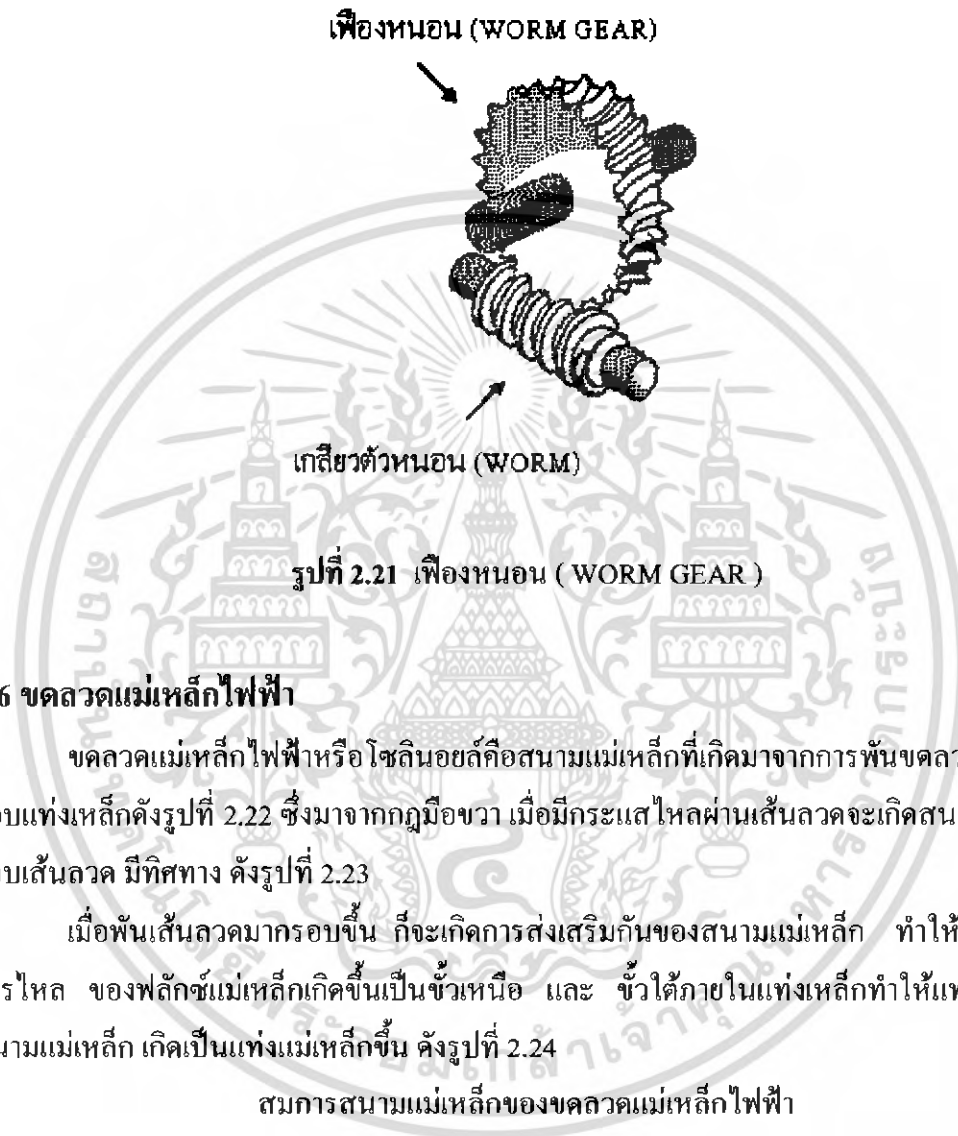 เฟืองหนอน (WORM GEAR)
เกลียวตัวหนอน (WORM)
รูปที่ 2.21 เฟืองหนอน ( WORM GEAR )
6 ขดลวดแม่เหล็กไฟฟ้า
ขดลวดแม่เหล็กไฟฟ้าหรือโซลินอยล์คือสนามแม่เหล็กที่เกิดมาจากการพันขดลว
บแท่งเหล็กดังรูปที่ 2.22 ซึ่งมาจากกฎมือขวา เมื่อมีกระแสไหลผ่านเส้นลวดจะเกิดสน
บเส้นลวด มีทิศทาง ดังรูปที่ 2.23
เมื่อพันเส้นลวดมากรอบขึ้น ก็จะเกิดการส่งเสริมกันของสนามแม่เหล็ก ทำให้
รไหล ของฟลักซ์แม่เหล็กเกิดขึ้นเป็นขั้วเหนือ และ ขั้วใต้ภายในแท่งเหล็กทำให้แท
นามแม่เหล็ก เกิดเป็นแท่งแม่เหล็กขึ้น ดังรูปที่ 2.24
สมการสนามแม่เหล็กของขดลวดแม่เหล็กไฟฟ้า